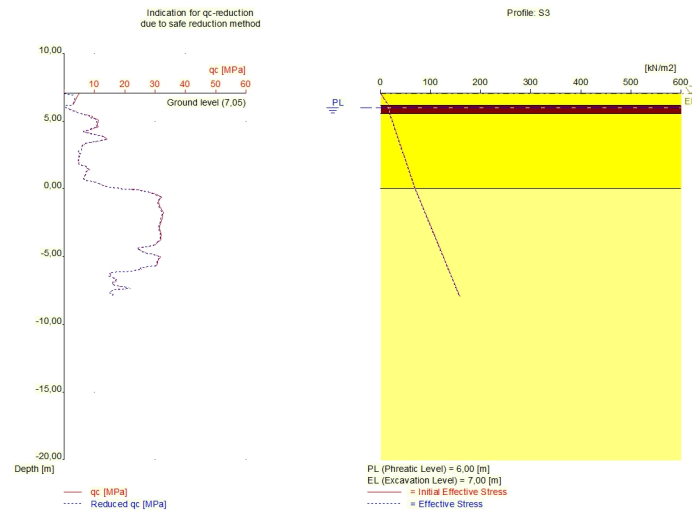 Indication for qc-reduction
due to safe reduction method
10,00
qc [MPa]
10 20 30 40 50 60
Ground level (7,05)
5,00
0,00
-5,00
-10,00
-15,00
-20,00
Depth [m]
qc [MPa]
Reduced qc [MPa]
Profile: S3
[kN/m2]
0 100 200 300 400 500 600
PL
PL (Phreatic Level) = 6,00 [m]
EL (Excavation Level) = 7,00 [m]
= Initial Effective Stress
= Effective Stress